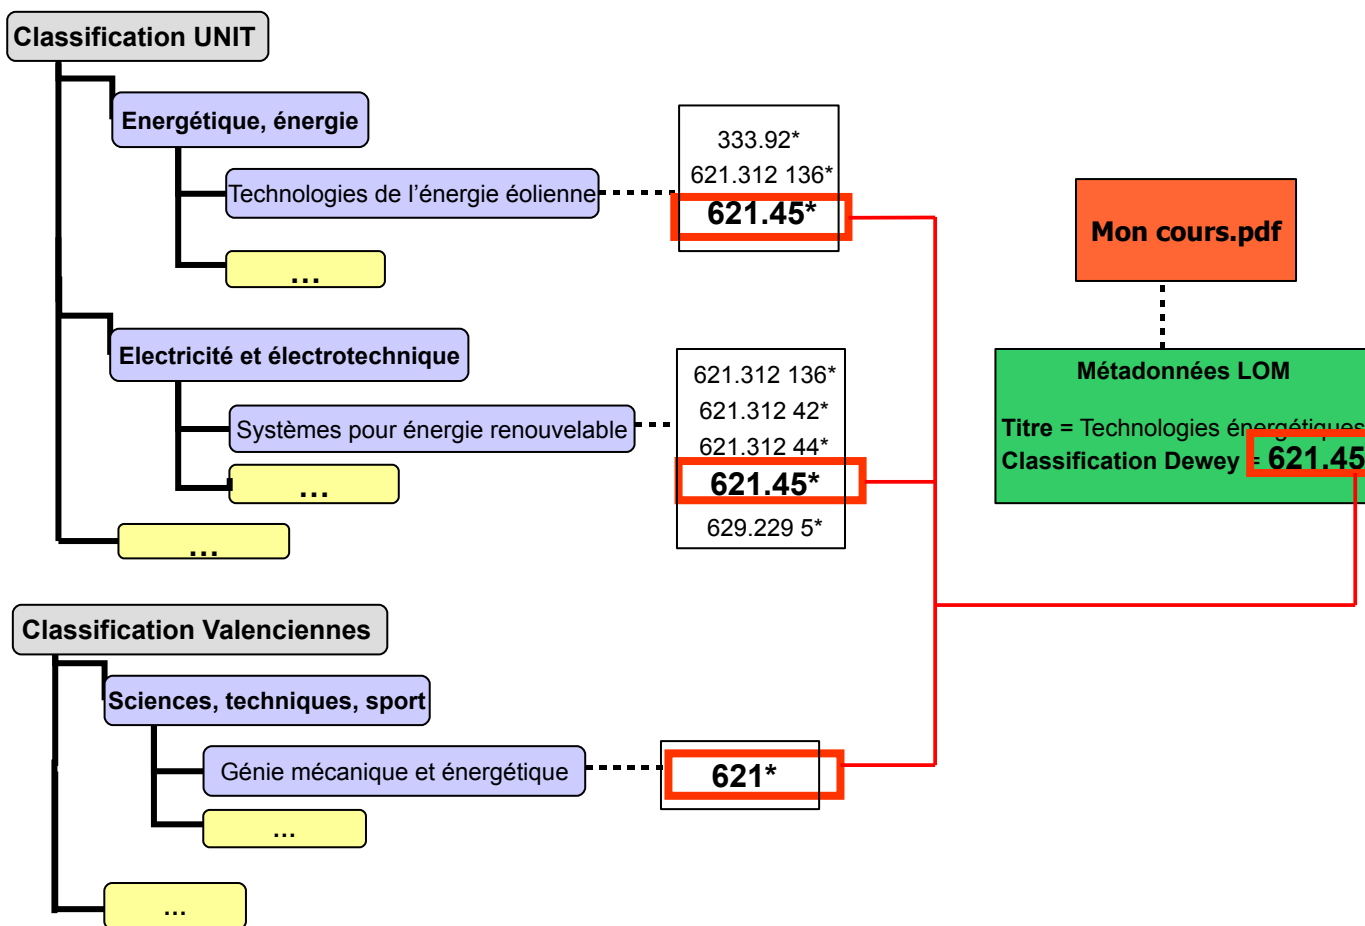 Classification UNIT
Energétique, énergie
Technologies de l'énergie éolienne
...
333.92*
621.312 136*
621.45*
Electricité et électrotechnique
Systèmes pour énergie renouvelable
...
...
621.312 136*
621.312 42*
621.312 44*
621.45*
629.229 5*
Classification Valenciennes
Sciences, techniques, sport
Génie mécanique et énergétique
...
...
621*
Mon cours.pdf
Métadonnées LOM
Titre = Technologies énergétiques
Classification Dewey = 621.45